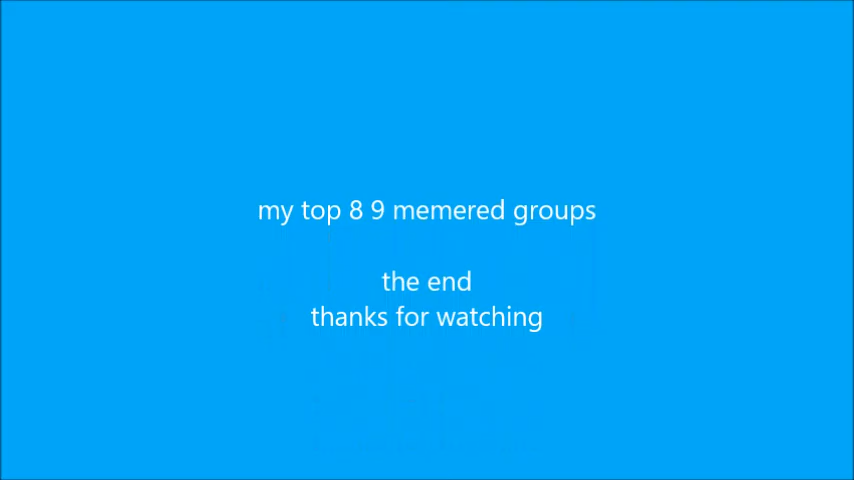 my top 8 9 memered groups
the end
thanks for watching